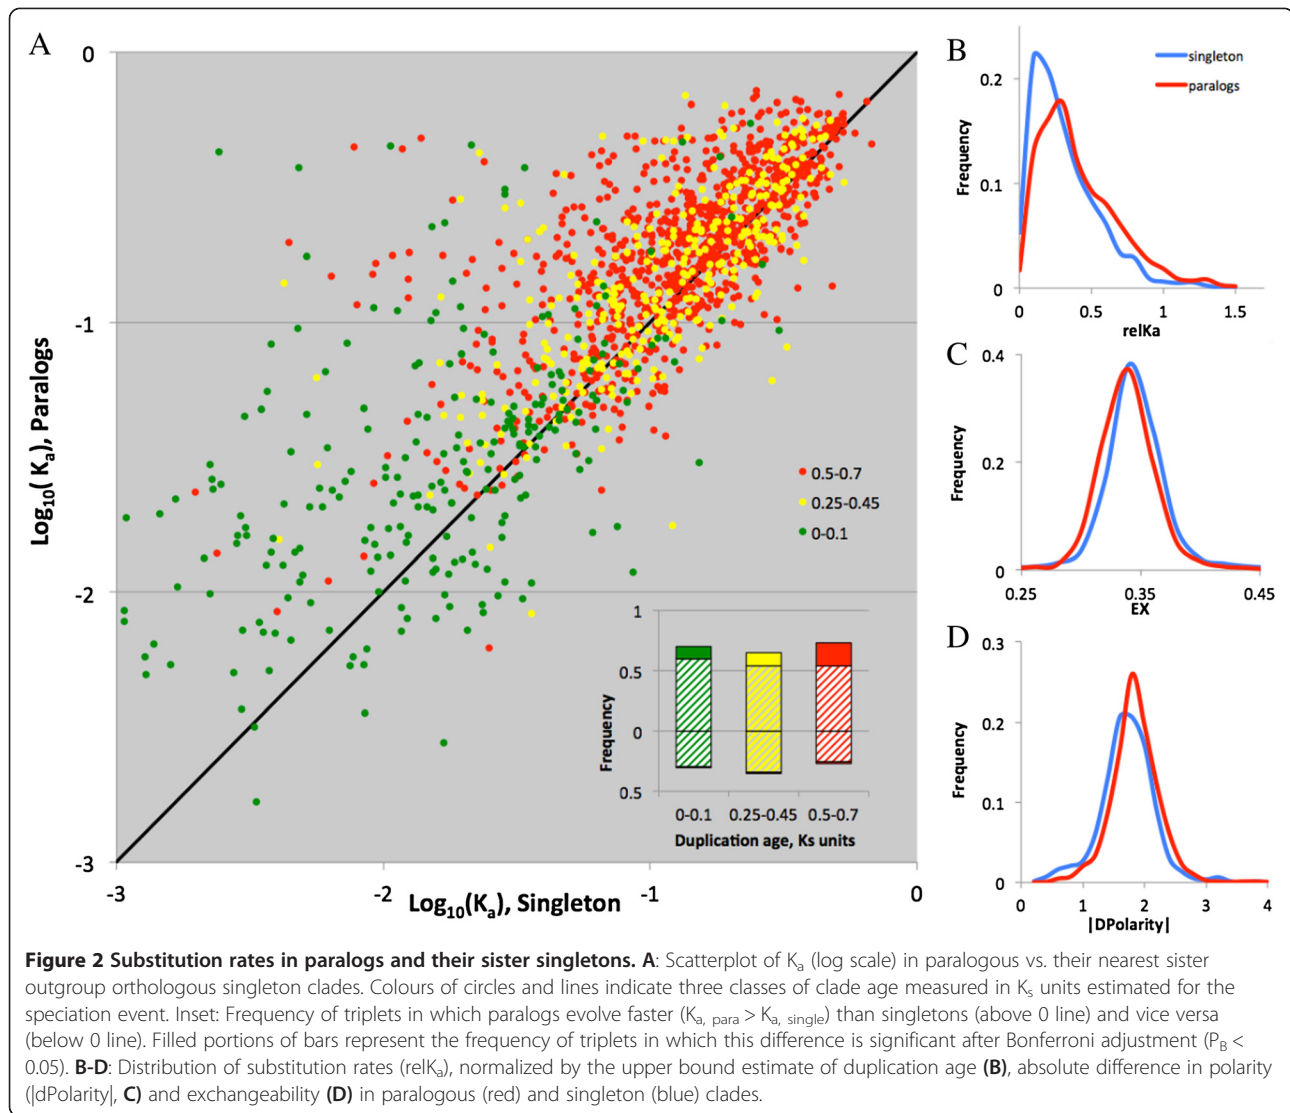 A
0
-1
-2
-3
Log10(Ka), Paralogs
-3
-2
-1
0
Log10(Ka), Singleton
0.5-0.7
0.25-0.45
0-0.1
1
0.5
0
0.5
Frequency
0-0.1 0.25-0.45 0.5-0.7
Duplication age, Ks units
B
singleton
paralogs
0.2
0.1
0
Frequency
0 0.5 1 1.5
relKa
C
0.4
0.2
0
Frequency
0.25 0.35 0.45
EX
D
0.3
0.2
0.1
0
Frequency
0 1 2 3 4
|DPolarity|
Figure 2 Substitution rates in paralogs and their sister singletons. A: Scatterplot of Ka (log scale) in paralogous vs. their nearest sister
outgroup orthologous singleton clades. Colours of circles and lines indicate three classes of clade age measured in Ks units estimated for the
speciation event. Inset: Frequency of triplets in which paralogs evolve faster (Ka, para > Ka, single) than singletons (above 0 line) and vice versa
(below 0 line). Filled portions of bars represent the frequency of triplets in which this difference is significant after Bonferroni adjustment (PB <
0.05). B-D: Distribution of substitution rates (relKa), normalized by the upper bound estimate of duplication age (B), absolute difference in polarity
(|dPolarity|, C) and exchangeability (D) in paralogous (red) and singleton (blue) clades.